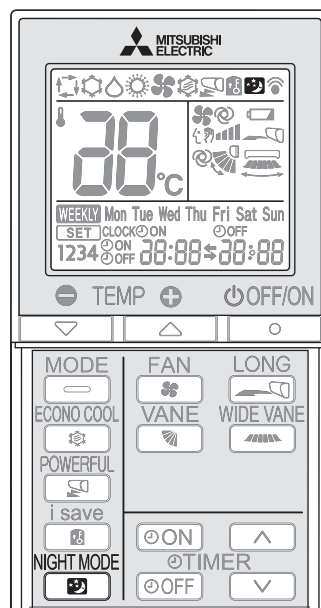 MITSUBISHI
ELECTRIC
88 °C
WEEKLY Mon Tue Wed Thu Fri Sat Sun
SET CLOCK ON OFF
1234 ON OFF 88:88 88:88
TEMP OFF/ON
MODE FAN LONG
ECONO COOL VANE WIDE VANE
POWERFUL
i save
NIGHT MODE ON TIMER
OFF